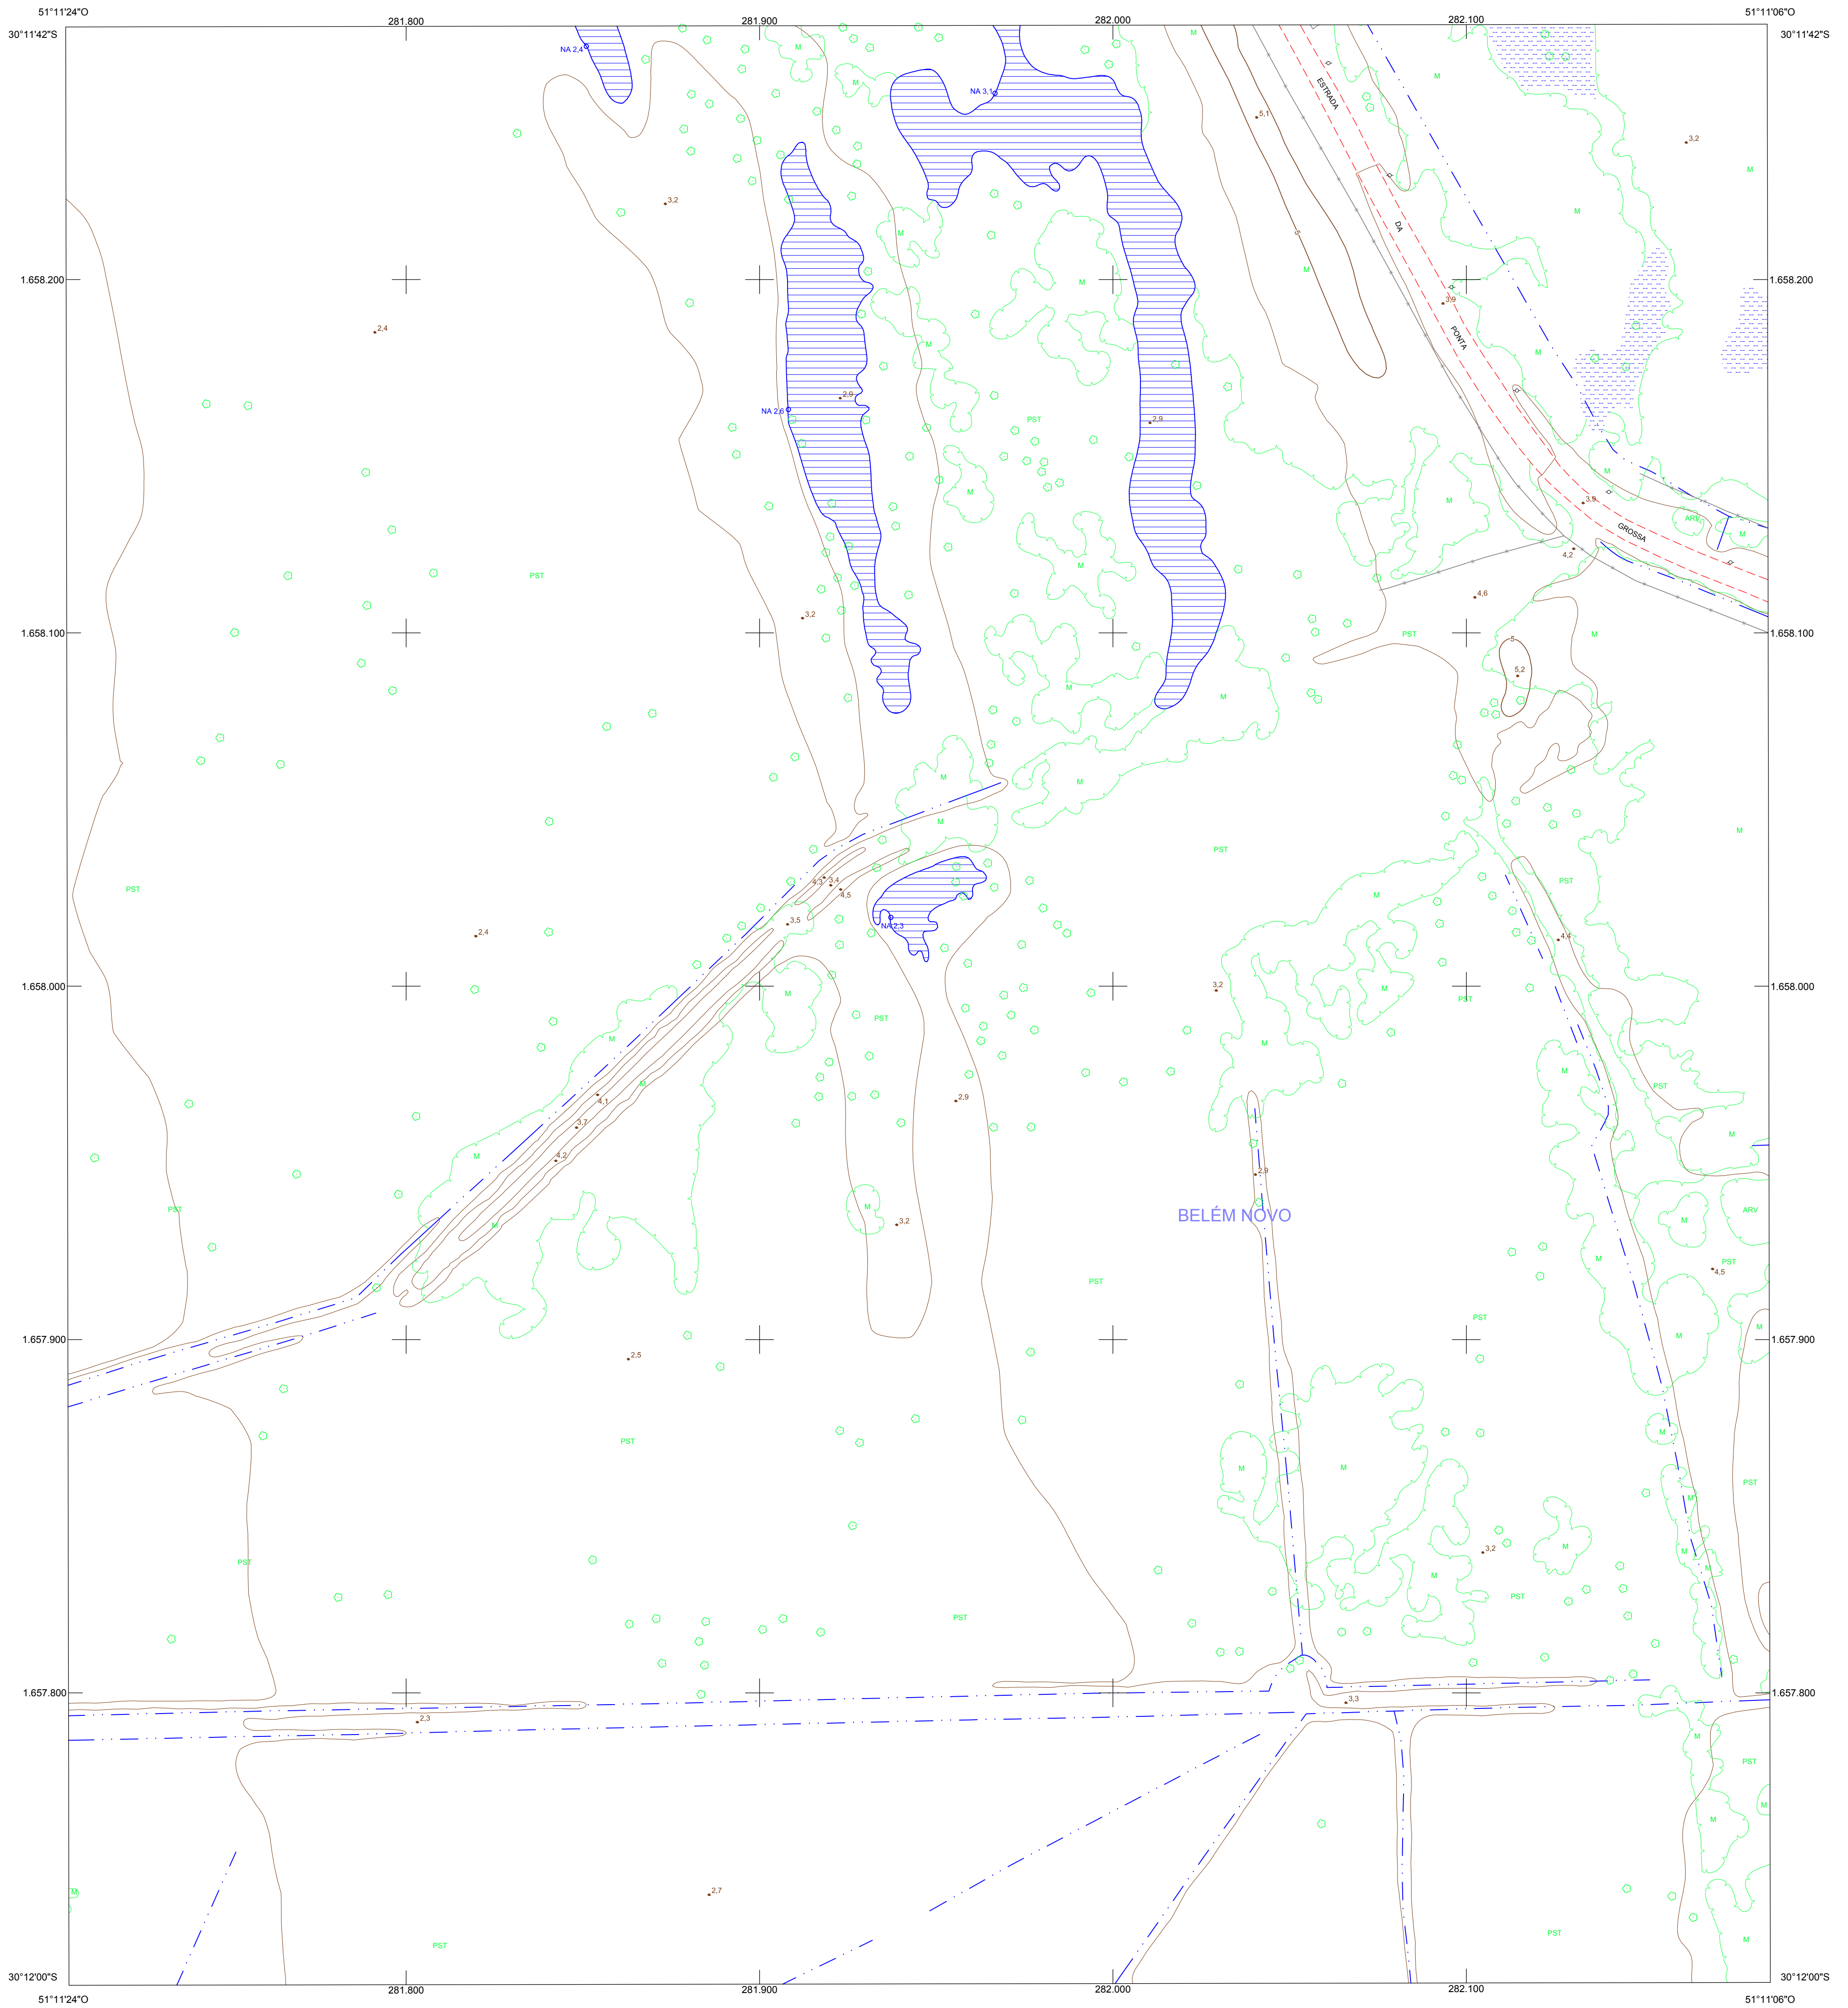 51°11'24"O
281.800
281.900
282.000
282.100
51°11'06"O
30°11'42"S
30°11'42"S
NA 2,4
M
M
M
M
NA 3,1
ESTRADA
5,1
3,2
M
3,2
M
M
DA
5
M
M
1.658.200
M
1.658.200
3,9
2,4
PONTA
M
M
2,9
NA 2,6
PST
2,9
M
M
M
3,9
ARV
GROSSA
M
4,2
M
PST
4,6
3,2
1.658.100
PST
M
1.658.100
5
5,2
M
M
M
M
M
M
PST
4,3
3,4
4,5
PST
PST
M
3,5
NA 2,3
2,4
4,4
1.658.000
M
3,2
M
PST
1.658.000
PST
M
M
M
M
PST
4,1
2,9
3,7
M
M
4,2
2,9
PST
M
3,2
BELÉM NOVO
M
ARV
M
M
PST
4,5
PST
PST
M
M
1.657.900
1.657.900
2,5
PST
M
M
M
PST
M
PST
M
M
3,2
M
M
M
PST
PST
1.657.800
1.657.800
3,3
2,3
M
PST
M
M
M
2,7
PST
PST
M
30°12'00"S
30°12'00"S
51°11'24"O
281.800
281.900
282.000
282.100
51°11'06"O